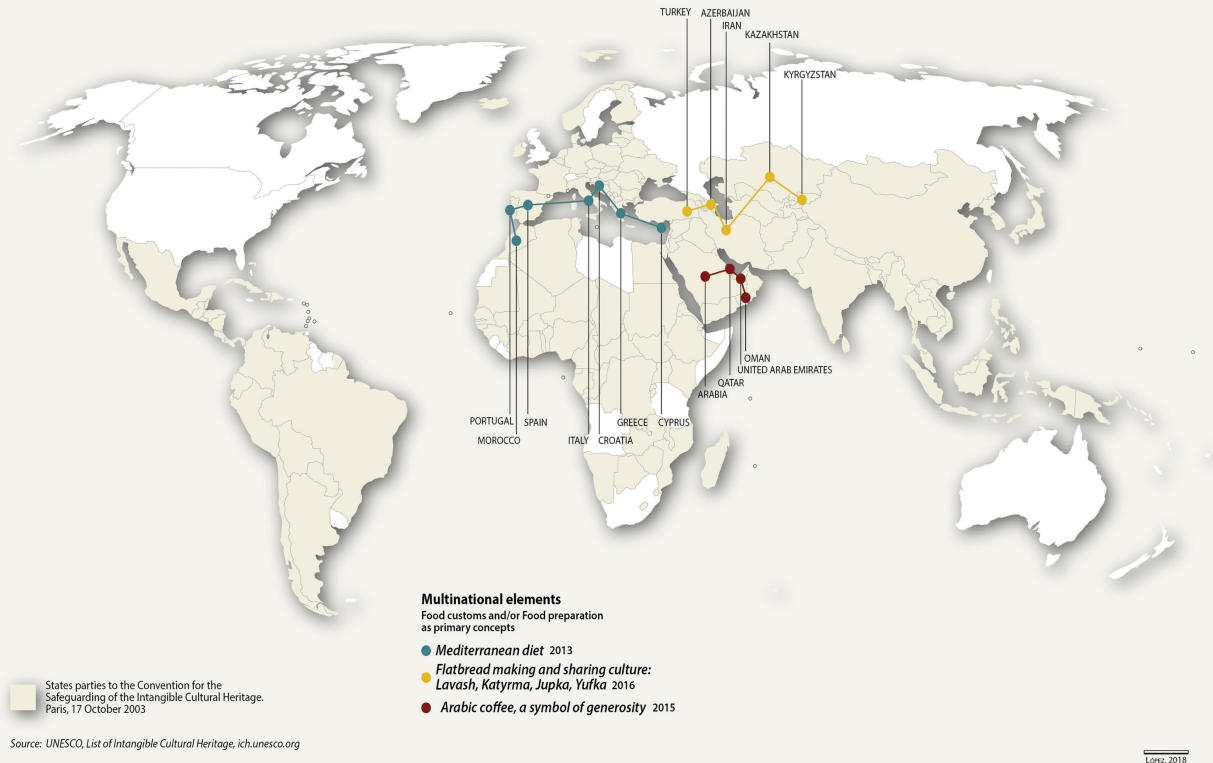 TURKEY
AZERBAIJAN
IRAN
KAZAKHSTAN
KYRGYZSTAN
OMAN
UNITED ARAB EMIRATES
QATAR
ARABIA
PORTUGAL
SPAIN
GREECE
CYPRUS
MOROCCO
ITALY
CROATIA
Multinational elements
Food customs and/or Food preparation
as primary concepts
Mediterranean diet 2013
Flatbread making and sharing culture:
Lavash, Katyrma, Jupka, Yufka 2016
Arabic coffee, a symbol of generosity 2015
States parties to the Convention for the
Safeguarding of the Intangible Cultural Heritage.
Paris, 17 October 2003
Source: UNESCO, List of Intangible Cultural Heritage, ich.unesco.org
López, 2018